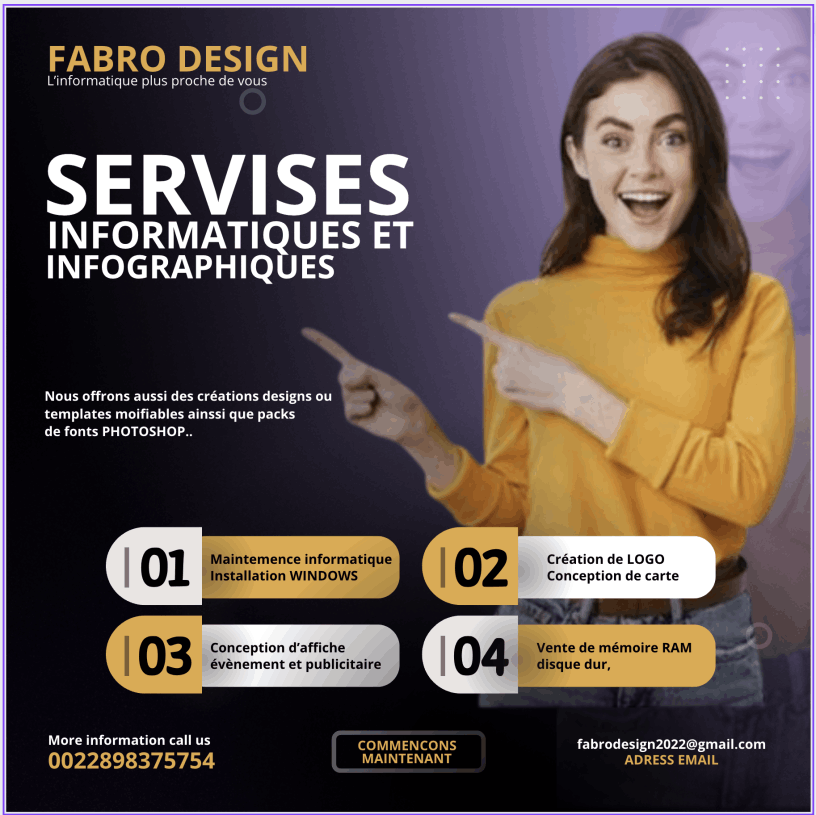 FABRO DESIGN
L'informatique plus proche de vous
SERVISES
INFORMATIQUES ET
INFOGRAPHIQUES
Nous offrons aussi des créations designs ou
templates moifiables ainssi que packs
de fonts PHOTOSHOP..
01
Maintemence informatique
Installation WINDOWS
02
Création de LOGO
Conception de carte
03
Conception d'affiche
évènement et publicitaire
04
Vente de mémoire RAM
disque dur,
More information call us
0022898375754
COMMENCONS
MAINTENANT
fabrodesign2022@gmail.com
ADRESS EMAIL